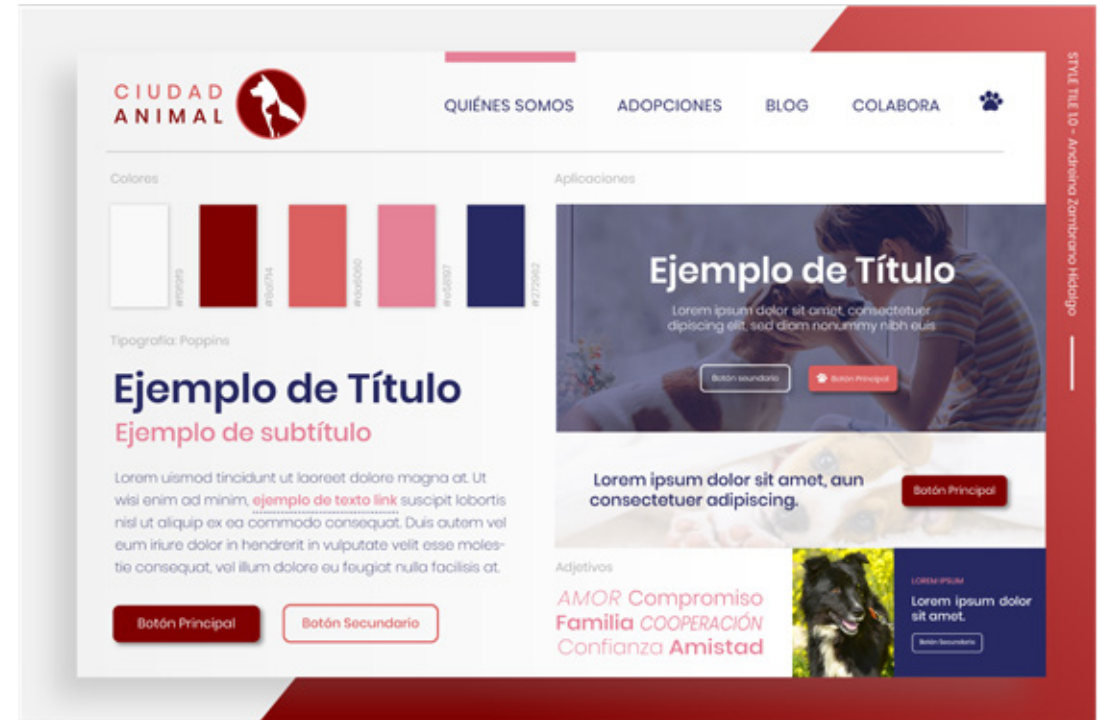 CIUDAD
ANIMAL
QUIÉNES SOMOS
ADOPCIONES
BLOG
COLABORA
STYLE TILE 1.0 - Andreina Zambrano Hidalgo
Colores
#272962
Tipografía: Poppins
Ejemplo de Título
Ejemplo de subtítulo
Lorem uismod tincidunt ut laoreet dolore magna at. Ut
wisi enim ad minim, ejemplo de texto link suscipit lobortis
nisl ut aliquip ex ea commodo consequat. Duis autem vel
eum iriure dolor in hendrerit in vulputate velit esse moles-
tie consequat, vel illum dolore eu feugiat nulla facilisis at.
Botón Principal
Botón Secundario
Aplicaciones
Ejemplo de Título
Lorem ipsum dolor sit amet, consectetuer
dipiscing elit, sed diam nonummy nibh euis
Botón seundario
Botón Principal
Lorem ipsum dolor sit amet, aun
consectetuer adipiscing.
Botón Principal
Adjetivos
AMOR Compromiso
Familia COOPERACIÓN
Confianza Amistad
LOREM IPSUM
Lorem ipsum dolor
sit amet.
Botón Secundario